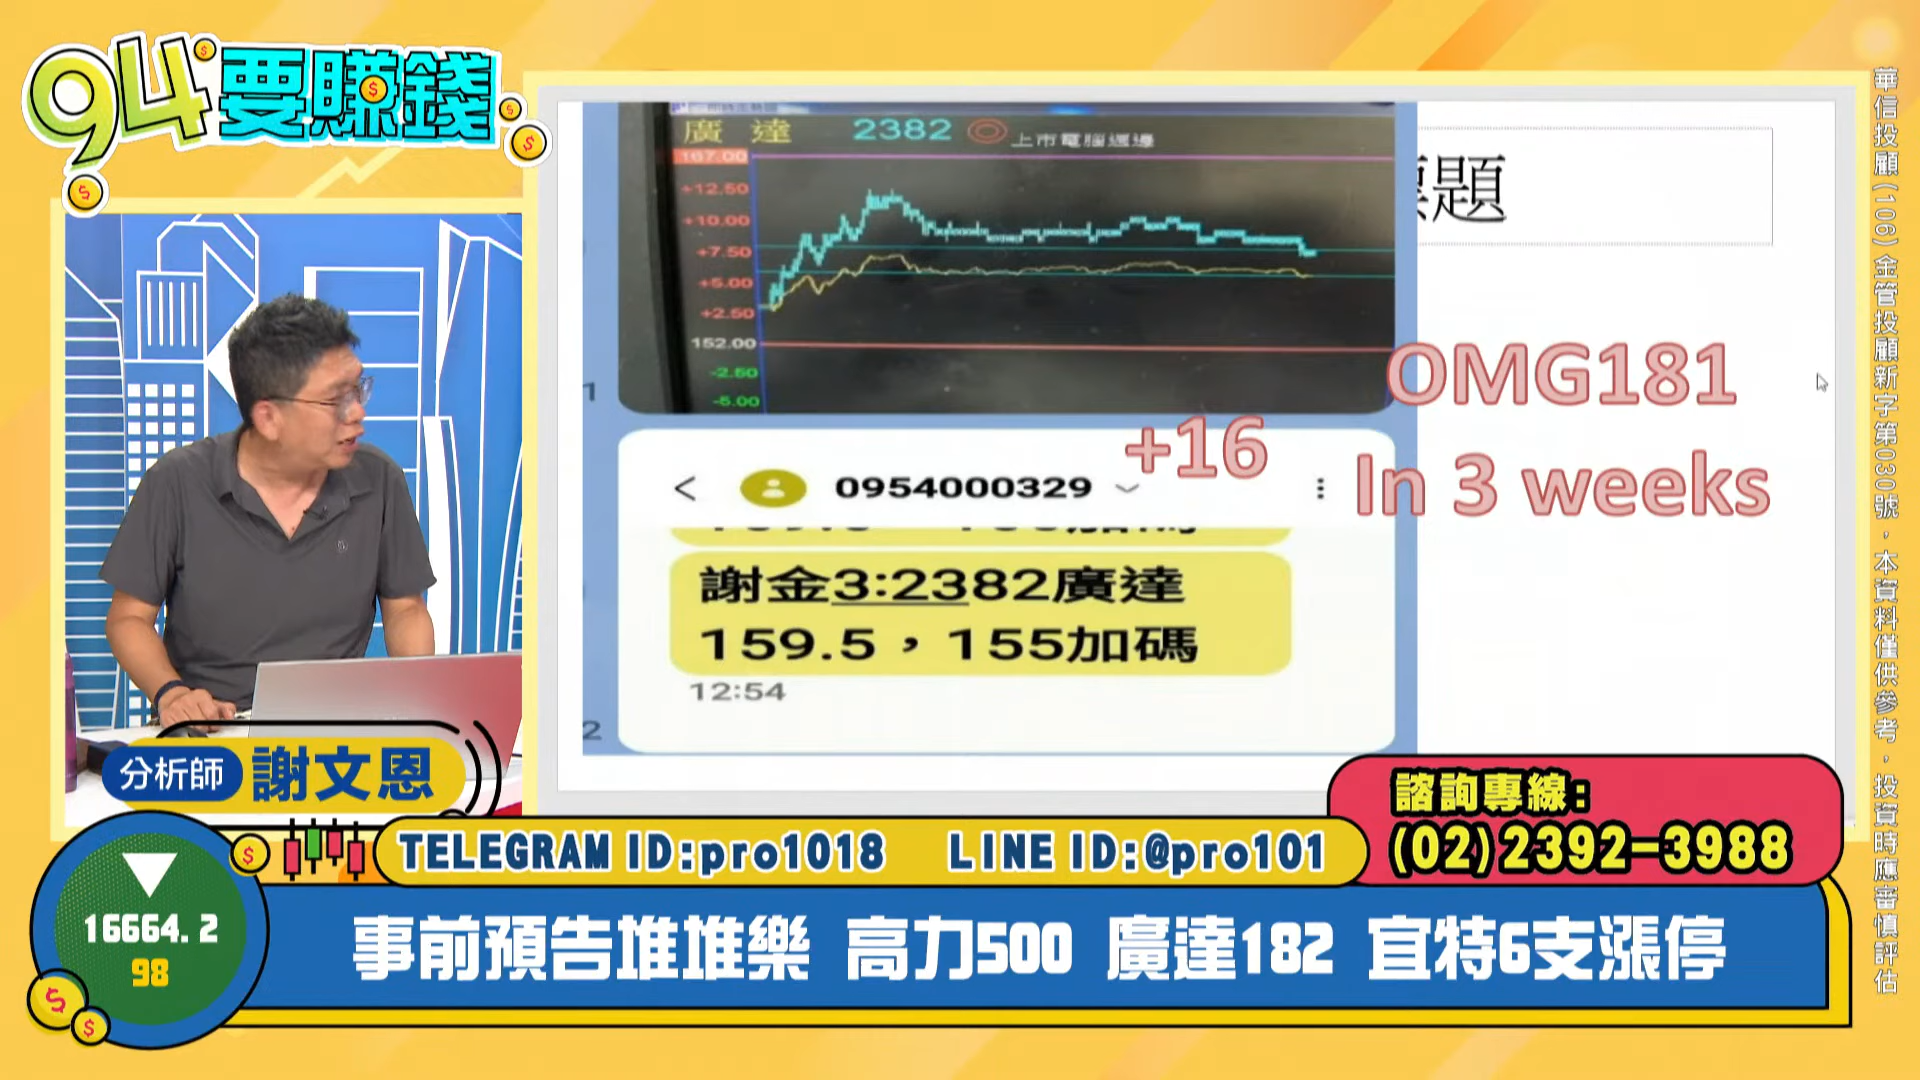 94要賺錢
廣達 2382 上市電腦週邊
167.00
+12.50
+10.00
+7.50
+5.00
+2.50
152.00
-2.50
-5.00
1
題
OMG181
In 3 weeks
+16
0954000329
謝金3:2382廣達
159.5，155加碼
12:54
2
分析師 謝文恩
諮詢專線:
(02)2392-3988
TELEGRAM ID:pro1018 LINE ID:@pro101
16664.2
98
事前預告堆堆樂 高力500 廣達182 宜特6支漲停
華信投顧(106)金管投顧新字第030號，本資料僅供參考，投資時應審慎評估